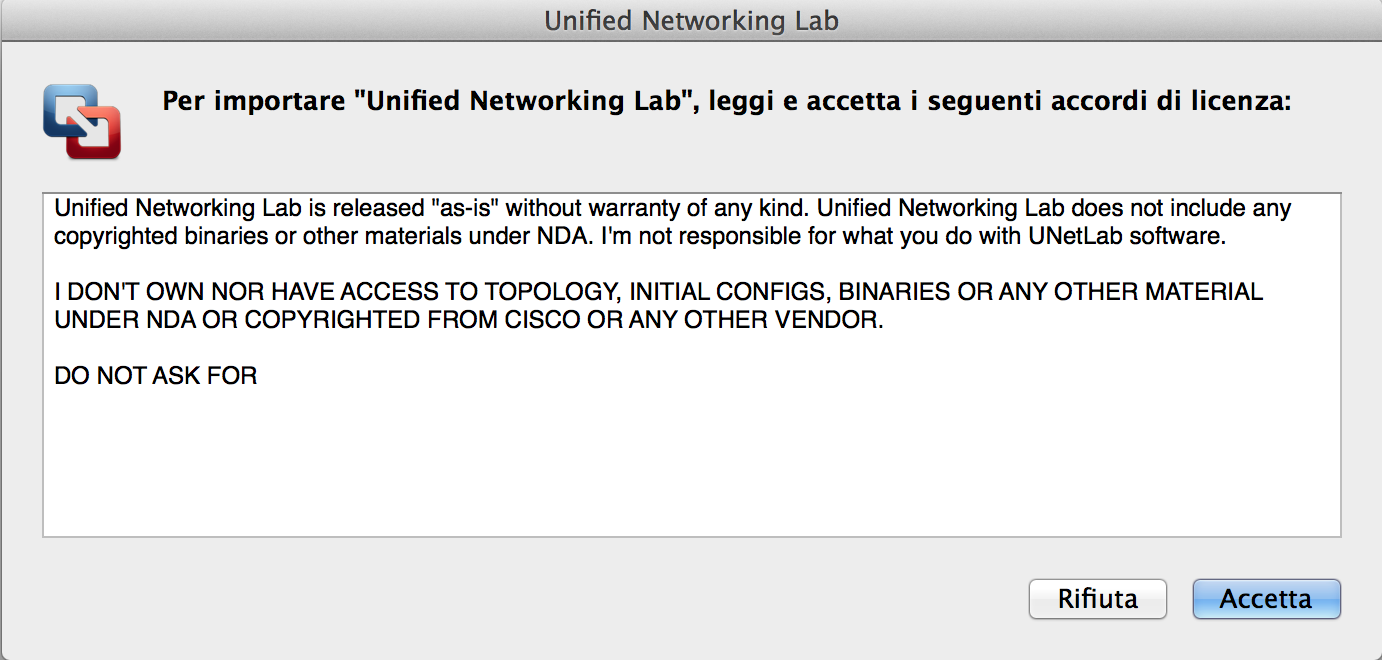 Unified Networking Lab
Per importare "Unified Networking Lab", leggi e accetta i seguenti accordi di licenza:
Unified Networking Lab is released "as-is" without warranty of any kind. Unified Networking Lab does not include any
copyrighted binaries or other materials under NDA. I'm not responsible for what you do with UNetLab software.
I DON'T OWN NOR HAVE ACCESS TO TOPOLOGY, INITIAL CONFIGS, BINARIES OR ANY OTHER MATERIAL
UNDER NDA OR COPYRIGHTED FROM CISCO OR ANY OTHER VENDOR.
DO NOT ASK FOR
Rifiuta
Accetta